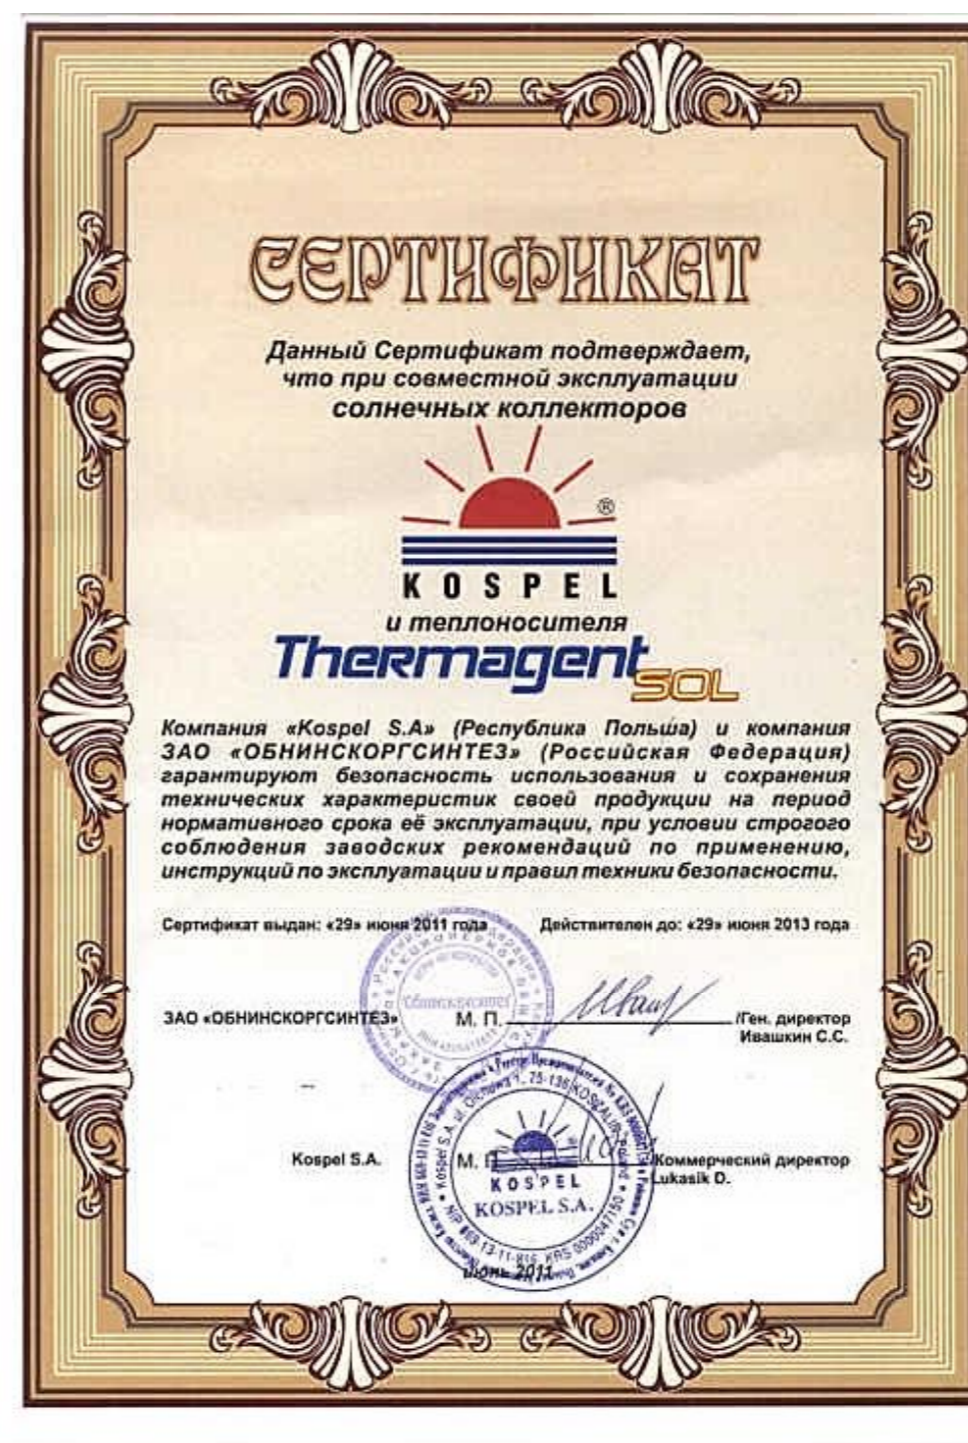 СЕРТИФИКАТ
Данный Сертификат подтверждает,
что при совместной эксплуатации
солнечных коллекторов
®
KOSPEL
и теплоносителя
Thermagent
SOL
Компания «Kospel S.A» (Республика Польша) и компания
ЗАО «ОБНИНСКОРГСИНТЕЗ» (Российская Федерация)
гарантируют безопасность использования и сохранения
технических характеристик своей продукции на период
нормативного срока её эксплуатации, при условии строгого
соблюдения заводских рекомендаций по применению,
инструкций по эксплуатации и правил техники безопасности.
Сертификат выдан: «29» июня 2011 года Действителен до: «29» июня 2013 года
ЗАО «ОБНИНСКОРГСИНТЕЗ» М. П. /Ген. директор
Ивашкин С.С.
Kospel S.A. М. П. /Коммерческий директор
Lukasik D.
KOSPEL
KOSPEL S.A.
июнь 2011